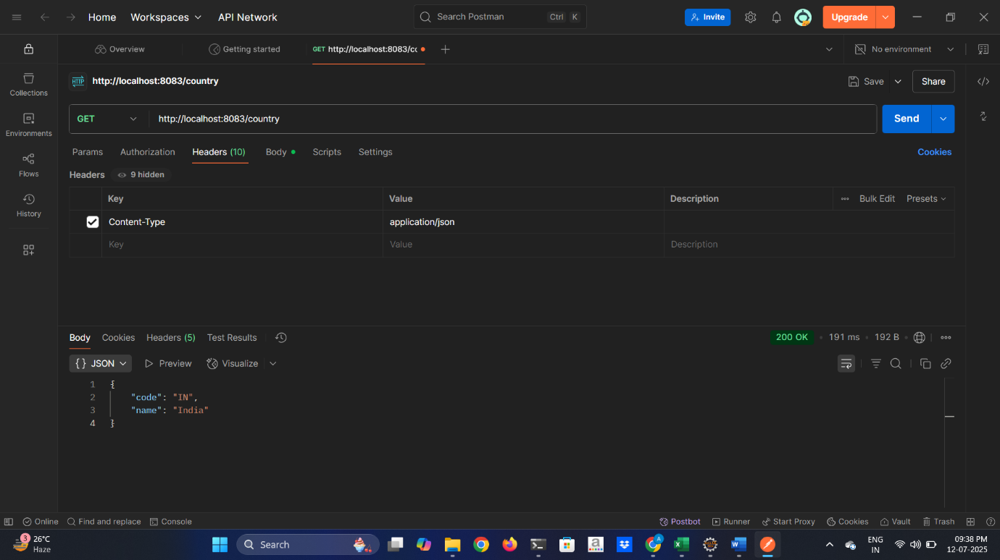 Home Workspaces API Network Search Postman Ctrl K Invite Upgrade
Overview Getting started GET http://localhost:8083/cc No environment
HTTP http://localhost:8083/country Save Share
Collections
GET http://localhost:8083/country Send
Environments
Params Authorization Headers (10) Body Scripts Settings Cookies
Flows
Headers 9 hidden
Key Value Description Bulk Edit Presets
History
Content-Type application/json
Key Value Description
Body Cookies Headers (5) Test Results 200 OK 191 ms 192 B
{ } JSON Preview Visualize
1 {
2 "code": "IN",
3 "name": "India"
4 }
Online Find and replace Console Postbot Runner Start Proxy Cookies Vault Trash
3 26°C
Haze
Search
ENG
IN
09:38 PM
12-07-2025